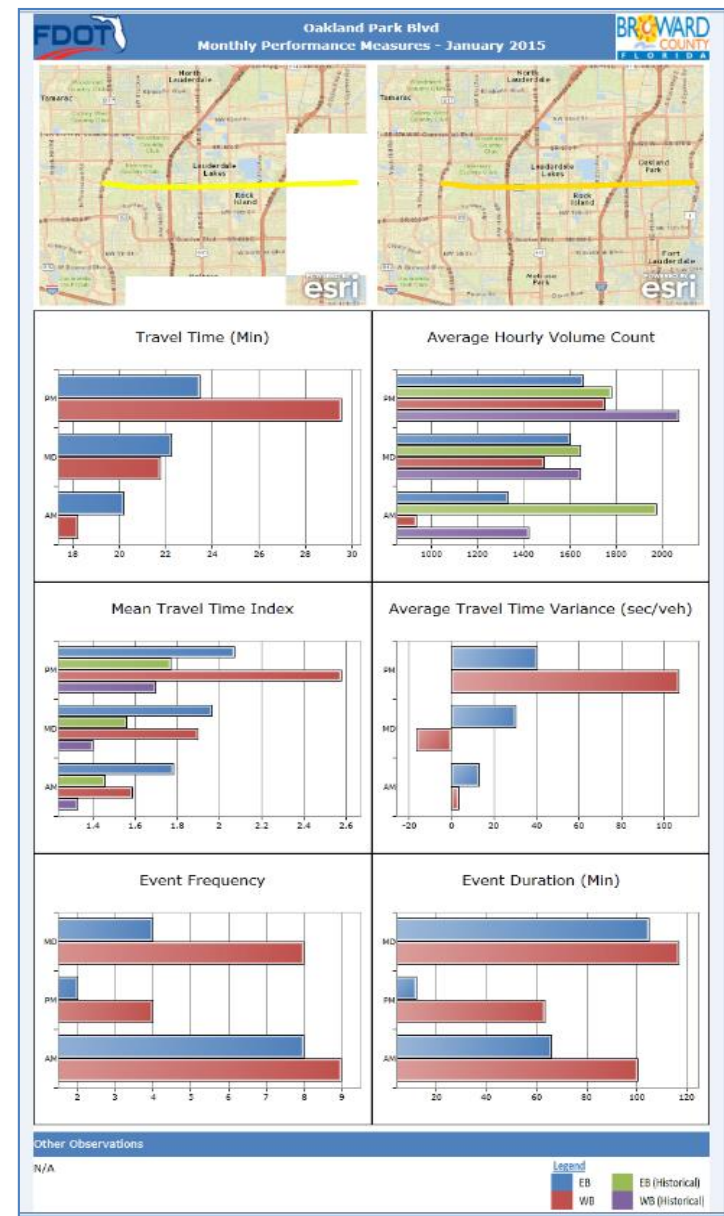 FDOT
Oakland Park Blvd
Monthly Performance Measures - January 2015
BROWARD
COUNTY
FLORIDA
North
Lauderdale
Tamarac
Lauderdale
Lakes
Rock
Island
esri
North
Lauderdale
Tamarac
Lauderdale
Lakes
Oakland
Park
Rock
Island
Fort
Lauderdale
Melrose
Park
esri
Travel Time (Min)
PM
MD
AM
18 20 22 24 26 28 30
Average Hourly Volume Count
PM
MD
AM
1000 1200 1400 1600 1800 2000
Mean Travel Time Index
PM
MD
AM
1.4 1.6 1.8 2 2.2 2.4 2.6
Average Travel Time Variance (sec/veh)
PM
MD
AM
-20 0 20 40 60 80 100
Event Frequency
MD
PM
AM
2 3 4 5 6 7 8 9
Event Duration (Min)
MD
PM
AM
20 40 60 80 100 120
Other Observations
N/A
Legend
EB EB (Historical)
WB WB (Historical)